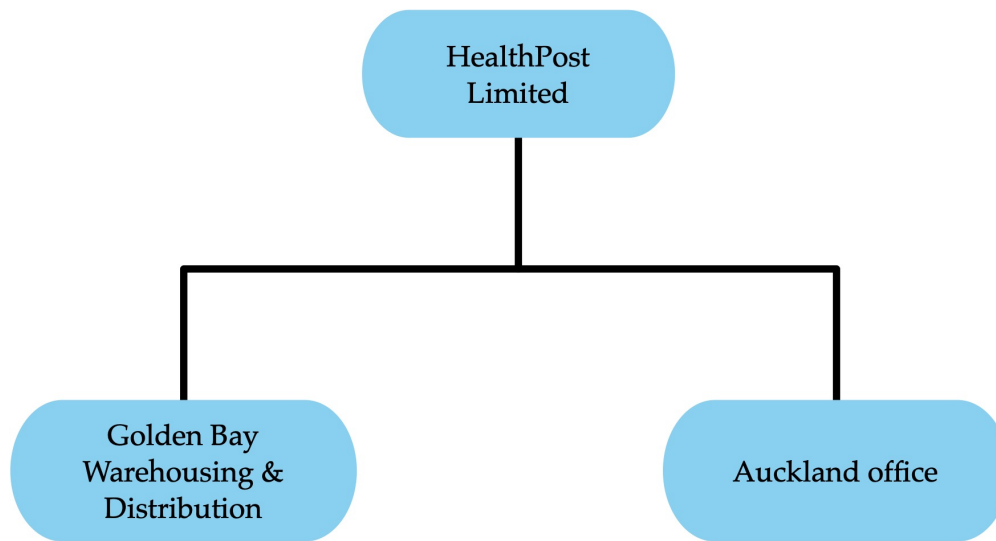 HealthPost
Limited
Golden Bay
Warehousing &
Distribution
Auckland office